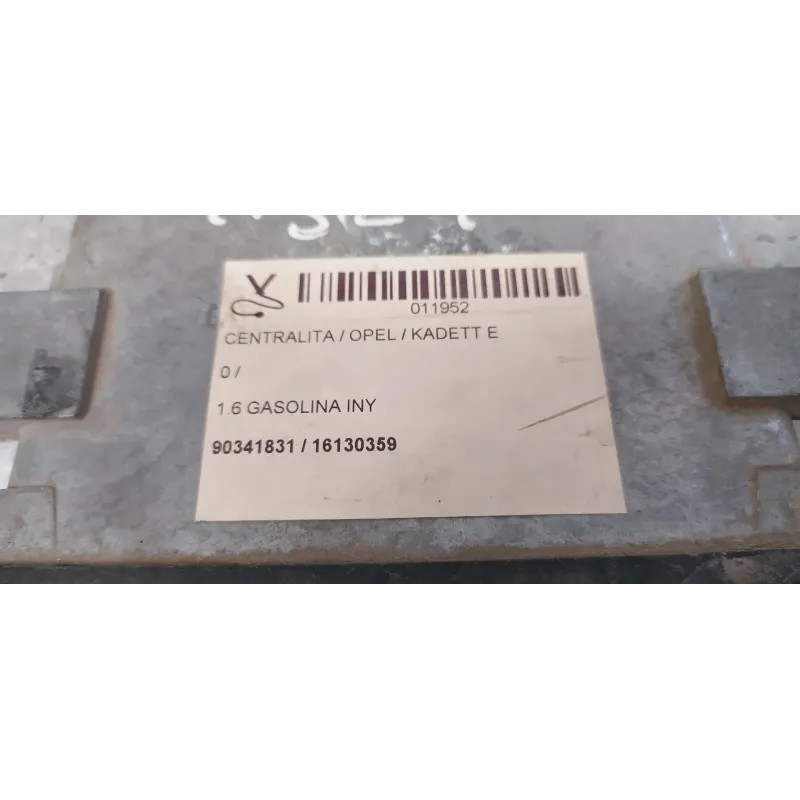 011952
CENTRALITA / OPEL / KADETT E
0 /
1.6 GASOLINA INY
90341831 / 16130359